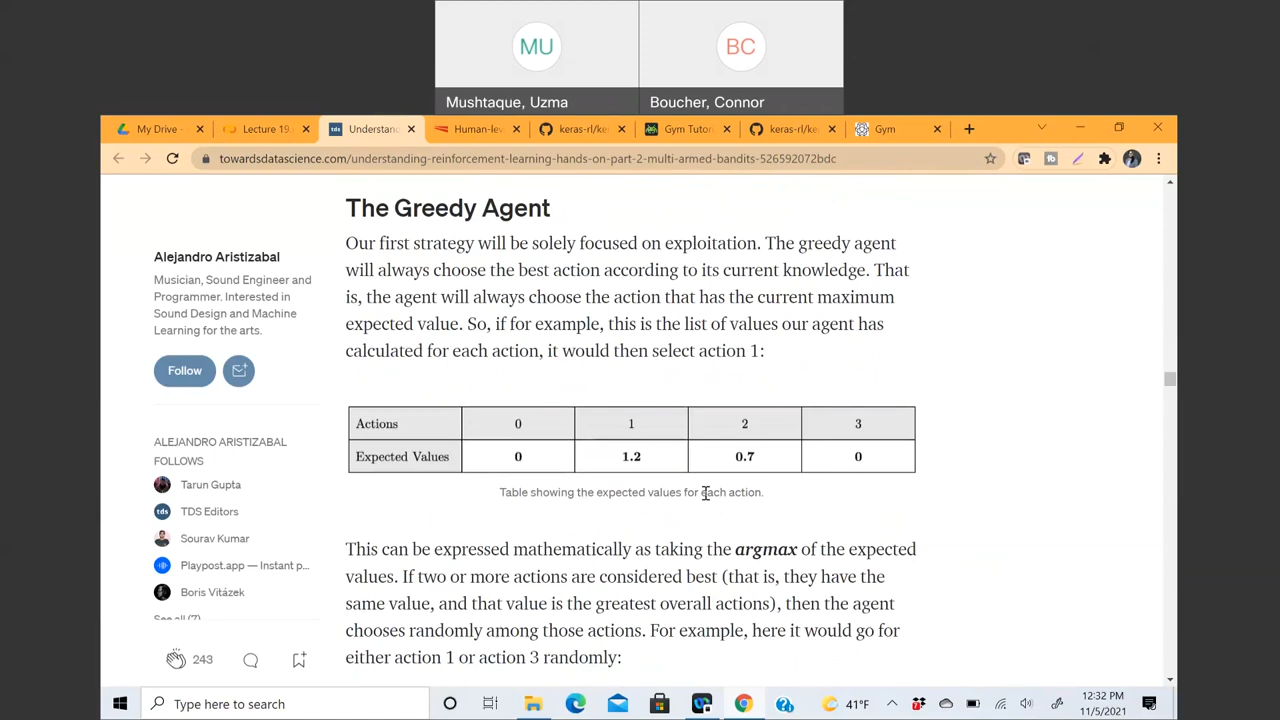 MU
BC
Mushtaque, Uzma
Boucher, Connor
My Drive -
Lecture 19.
tds
Understan
Human-lev
keras-rl/ke
Gym Tutor
keras-rl/ke
Gym
towardsdatascience.com/understanding-reinforcement-learning-hands-on-part-2-multi-armed-bandits-526592072bdc
The Greedy Agent
Our first strategy will be solely focused on exploitation. The greedy agent
will always choose the best action according to its current knowledge. That
is, the agent will always choose the action that has the current maximum
expected value. So, if for example, this is the list of values our agent has
calculated for each action, it would then select action 1:
Alejandro Aristizabal
Musician, Sound Engineer and
Programmer. Interested in
Sound Design and Machine
Learning for the arts.
Follow
ALEJANDRO ARISTIZABAL
FOLLOWS
Tarun Gupta
tds
TDS Editors
Sourav Kumar
Playpost.app — Instant p...
Boris Vitázek
See all (7)
243
Actions 0 1 2 3
Expected Values 0 1.2 0.7 0
Table showing the expected values for each action.
This can be expressed mathematically as taking the argmax of the expected
values. If two or more actions are considered best (that is, they have the
same value, and that value is the greatest overall actions), then the agent
chooses randomly among those actions. For example, here it would go for
either action 1 or action 3 randomly:
Type here to search
41°F
12:32 PM
11/5/2021